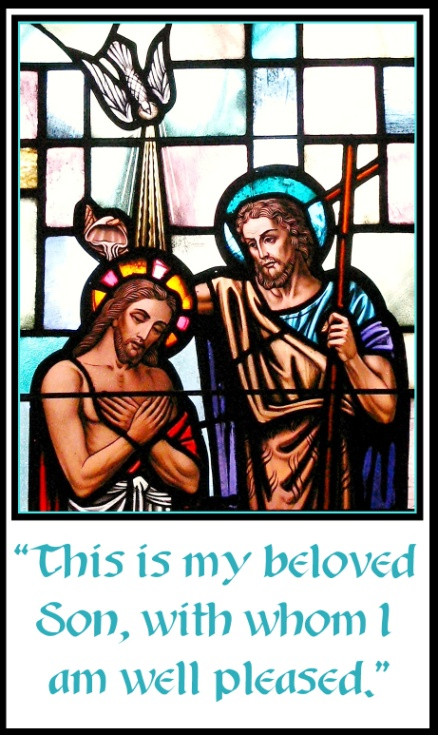 “This is my beloved
Son, with whom I
am well pleased.”